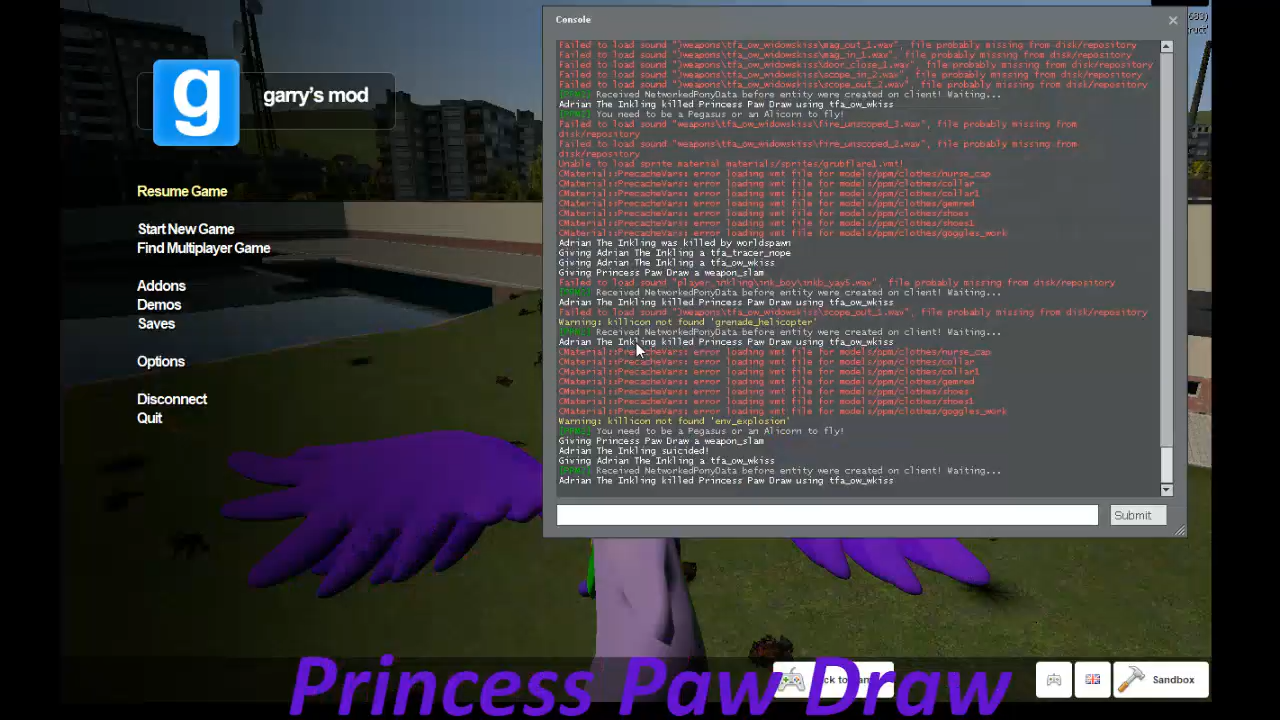 683)
Console
ruct'
Failed to load sound ")weapons\tfa_ow_widowskiss\mag_out_1.wav", file probably missing from disk/repository
Failed to load sound ")weapons\tfa_ow_widowskiss\mag_in_1.wav", file probably missing from disk/repository
Failed to load sound ")weapons\tfa_ow_widowskiss\door_close_1.wav", file probably missing from disk/repository
Failed to load sound ")weapons\tfa_ow_widowskiss\scope_in_2.wav", file probably missing from disk/repository
Failed to load sound ")weapons\tfa_ow_widowskiss\scope_out_2.wav", file probably missing from disk/repository
[PPM2] Received NetworkedPonyData before entity were created on client! Waiting...
Adrian The Inkling killed Princess Paw Draw using tfa_ow_wkiss
[PPM2] You need to be a Pegasus or an Alicorn to fly!
Failed to load sound "weapons\tfa_ow_widowskiss\fire_unscoped_3.wav", file probably missing from
disk/repository
Failed to load sound "weapons\tfa_ow_widowskiss\fire_unscoped_2.wav", file probably missing from
disk/repository
Unable to load sprite material materials/sprites/grubflare1.vmt!
CMaterial::PrecacheVars: error loading vmt file for models/ppm/clothes/nurse_cap
CMaterial::PrecacheVars: error loading vmt file for models/ppm/clothes/collar
CMaterial::PrecacheVars: error loading vmt file for models/ppm/clothes/collar1
CMaterial::PrecacheVars: error loading vmt file for models/ppm/clothes/gemred
CMaterial::PrecacheVars: error loading vmt file for models/ppm/clothes/shoes
CMaterial::PrecacheVars: error loading vmt file for models/ppm/clothes/shoes1
CMaterial::PrecacheVars: error loading vmt file for models/ppm/clothes/goggles_work
Adrian The Inkling was killed by worldspawn
Giving Adrian The Inkling a tfa_tracer_nope
Giving Adrian The Inkling a tfa_ow_wkiss
Giving Princess Paw Draw a weapon_slam
Failed to load sound "player_inkling\ink_boy\inkb_yay5.wav", file probably missing from disk/repository
[PPM2] Received NetworkedPonyData before entity were created on client! Waiting...
Adrian The Inkling killed Princess Paw Draw using tfa_ow_wkiss
Failed to load sound ")weapons\tfa_ow_widowskiss\scope_out_1.wav", file probably missing from disk/repository
Warning: killicon not found 'grenade_helicopter'
[PPM2] Received NetworkedPonyData before entity were created on client! Waiting...
Adrian The Inkling killed Princess Paw Draw using tfa_ow_wkiss
CMaterial::PrecacheVars: error loading vmt file for models/ppm/clothes/nurse_cap
CMaterial::PrecacheVars: error loading vmt file for models/ppm/clothes/collar
CMaterial::PrecacheVars: error loading vmt file for models/ppm/clothes/collar1
CMaterial::PrecacheVars: error loading vmt file for models/ppm/clothes/gemred
CMaterial::PrecacheVars: error loading vmt file for models/ppm/clothes/shoes
CMaterial::PrecacheVars: error loading vmt file for models/ppm/clothes/shoes1
CMaterial::PrecacheVars: error loading vmt file for models/ppm/clothes/goggles_work
Warning: killicon not found 'env_explosion'
[PPM2] You need to be a Pegasus or an Alicorn to fly!
Giving Princess Paw Draw a weapon_slam
Adrian The Inkling suicided!
Giving Adrian The Inkling a tfa_ow_wkiss
[PPM2] Received NetworkedPonyData before entity were created on client! Waiting...
Adrian The Inkling killed Princess Paw Draw using tfa_ow_wkiss
Submit
g
garry's mod
Resume Game
Start New Game
Find Multiplayer Game
Addons
Demos
Saves
Options
Disconnect
Quit
Sandbox
Princess Paw Draw